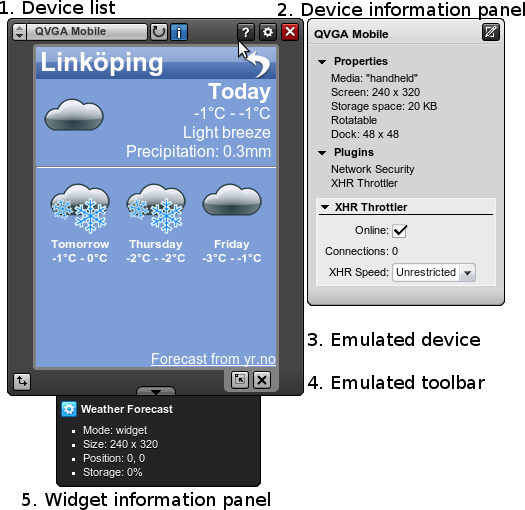 1. Device list
2. Device information panel
QVGA Mobile
i
?
Linköping
Today
-1°C - -1°C
Light breeze
Precipitation: 0.3mm
Tomorrow
-1°C - 0°C
Thursday
-2°C - -2°C
Friday
-3°C - -1°C
Forecast from yr.no
QVGA Mobile
Properties
Media: "handheld"
Screen: 240 x 320
Storage space: 20 KB
Rotatable
Dock: 48 x 48
Plugins
Network Security
XHR Throttler
XHR Throttler
Online:
Connections: 0
XHR Speed: Unrestricted
3. Emulated device
4. Emulated toolbar
Weather Forecast
Mode: widget
Size: 240 x 320
Position: 0, 0
Storage: 0%
5. Widget information panel